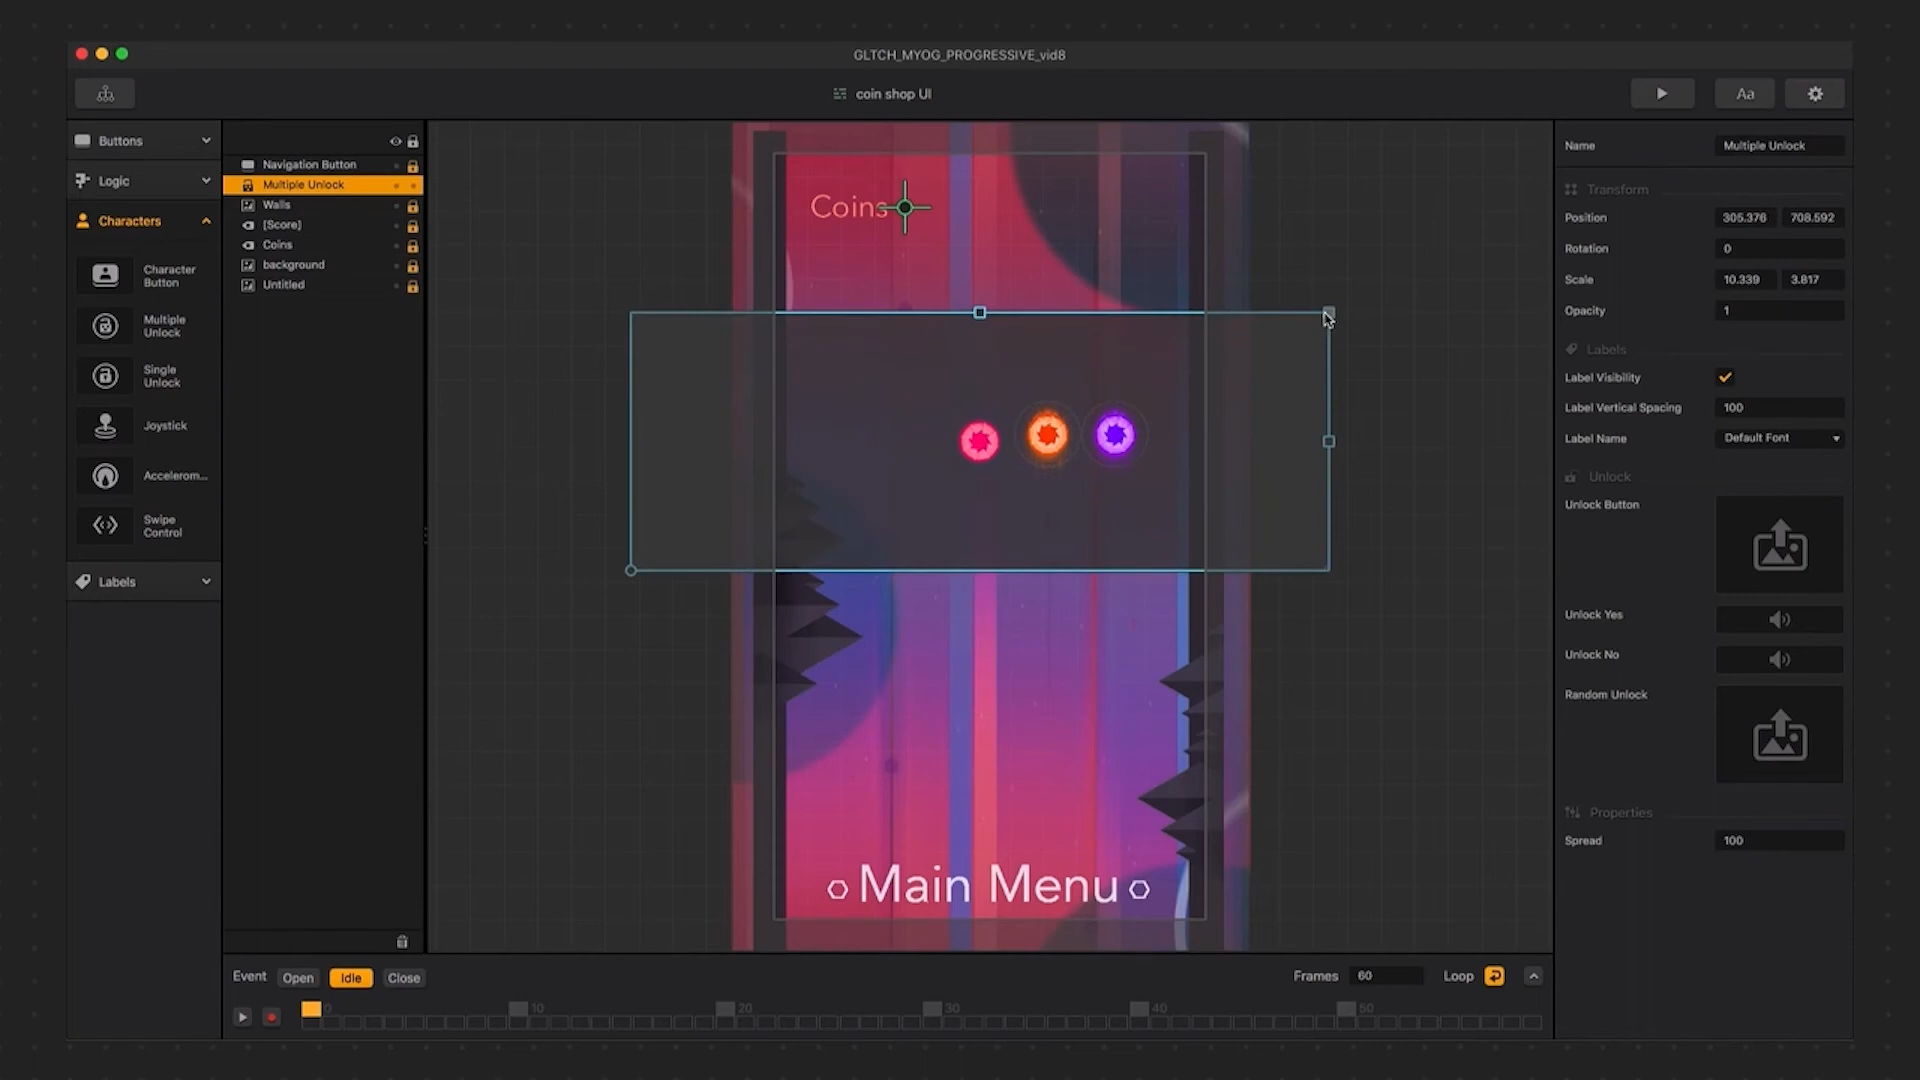 GLTCH_MYOG_PROGRESSIVE_vid8
coin shop UI
Aa
Buttons
Logic
Characters
Character
Button
Multiple
Unlock
Single
Unlock
Joystick
Accelerom...
Swipe
Control
Labels
Navigation Button
Multiple Unlock
Walls
[Score]
Coins
background
Untitled
Coins
Main Menu
Name Multiple Unlock
Transform
Position 305.376 708.592
Rotation 0
Scale 10.339 3.817
Opacity 1
Labels
Label Visibility
Label Vertical Spacing 100
Label Name Default Font
Unlock
Unlock Button
Unlock Yes
Unlock No
Random Unlock
Properties
Spread 100
Event Open Idle Close
Frames 60 Loop
0 10 20 30 40 50